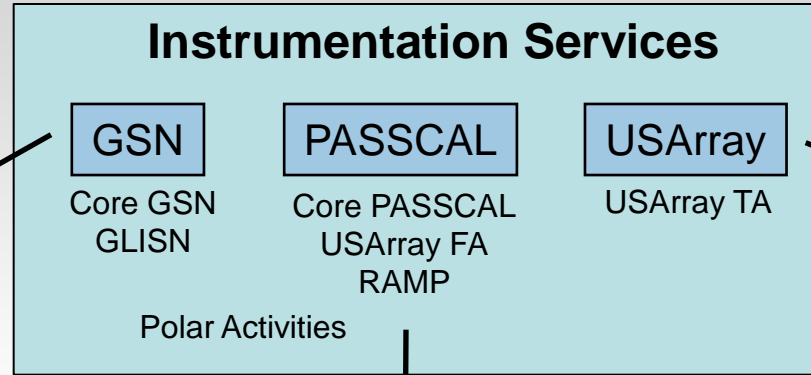 Instrumentation Services
GSN
Core GSN
GLISN
PASSCAL
Core PASSCAL
USArray FA
RAMP
USArray
USArray TA
Polar Activities